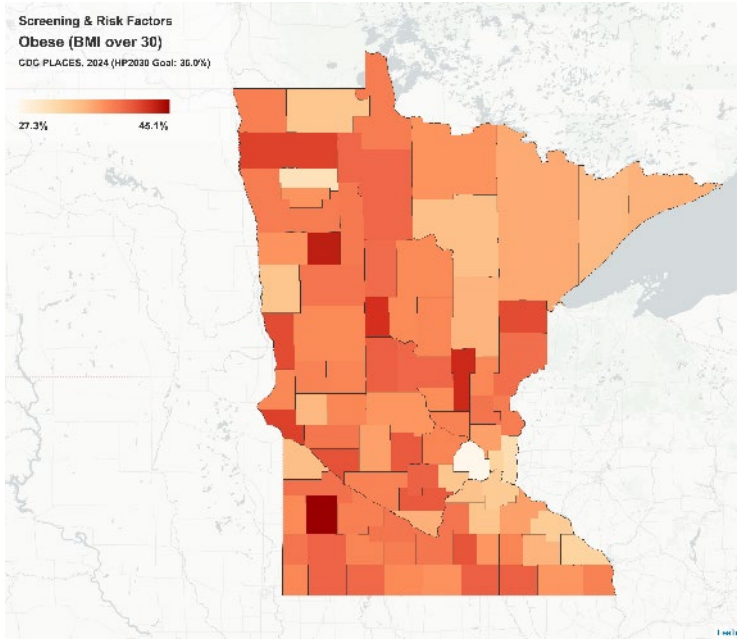 Screening & Risk Factors
Obese (BMI over 30)
CDC PLACES, 2024 (HP2030 Goal: 36.0%)
27.3%
45.1%